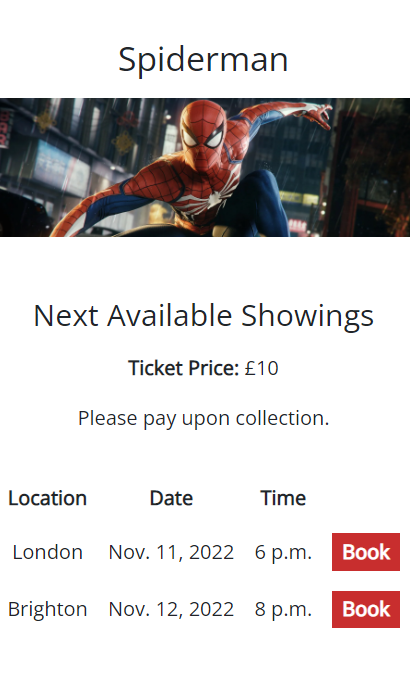 Spiderman
Next Available Showings
Ticket Price: £10
Please pay upon collection.
Location Date Time
London Nov. 11, 2022 6 p.m. Book
Brighton Nov. 12, 2022 8 p.m. Book